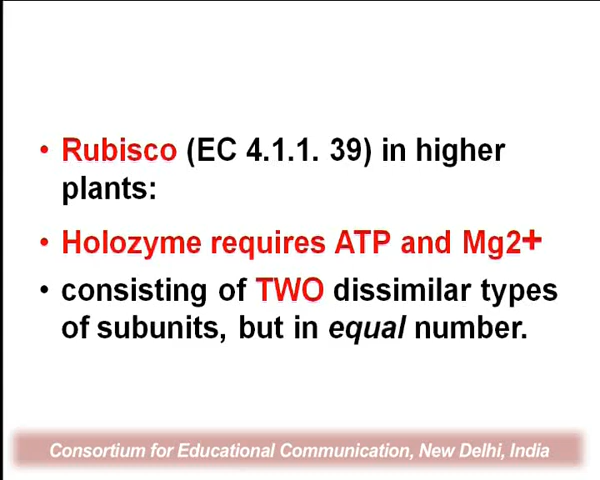 • Rubisco (EC 4.1.1. 39) in higher
plants:
• Holozyme requires ATP and Mg2+
• consisting of TWO dissimilar types
of subunits, but in equal number.
Consortium for Educational Communication, New Delhi, India